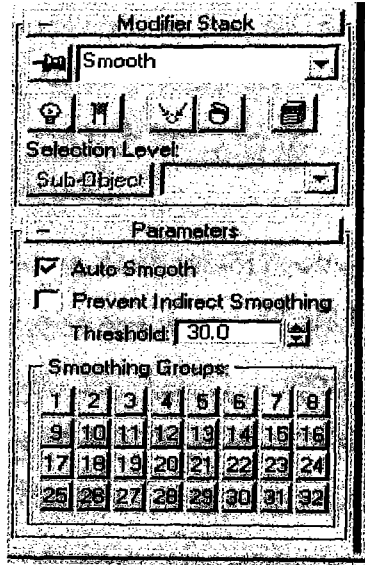 Modifier Stack
Smooth
Selection Level:
Sub-Object
Parameters
Auto Smooth
Prevent Indirect Smoothing
Threshold: 30.0
Smoothing Groups:
1 2 3 4 5 6 7 8
9 10 11 12 13 14 15 16
17 18 19 20 21 22 23 24
25 26 27 28 29 30 31 32